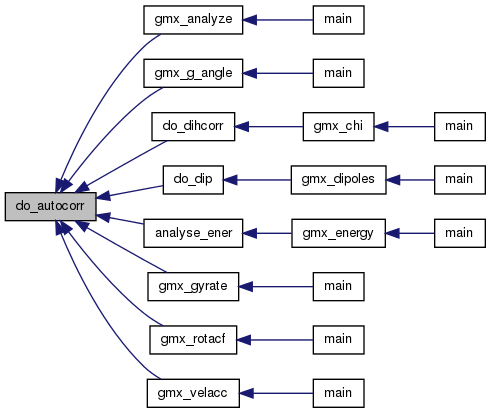 gmx_analyze main
gmx_g_angle main
do_dihcorr gmx_chi main
do_dip gmx_dipoles main
do_autocorr
analyse_ener gmx_energy main
gmx_gyrate main
gmx_rotacf main
gmx_velacc main